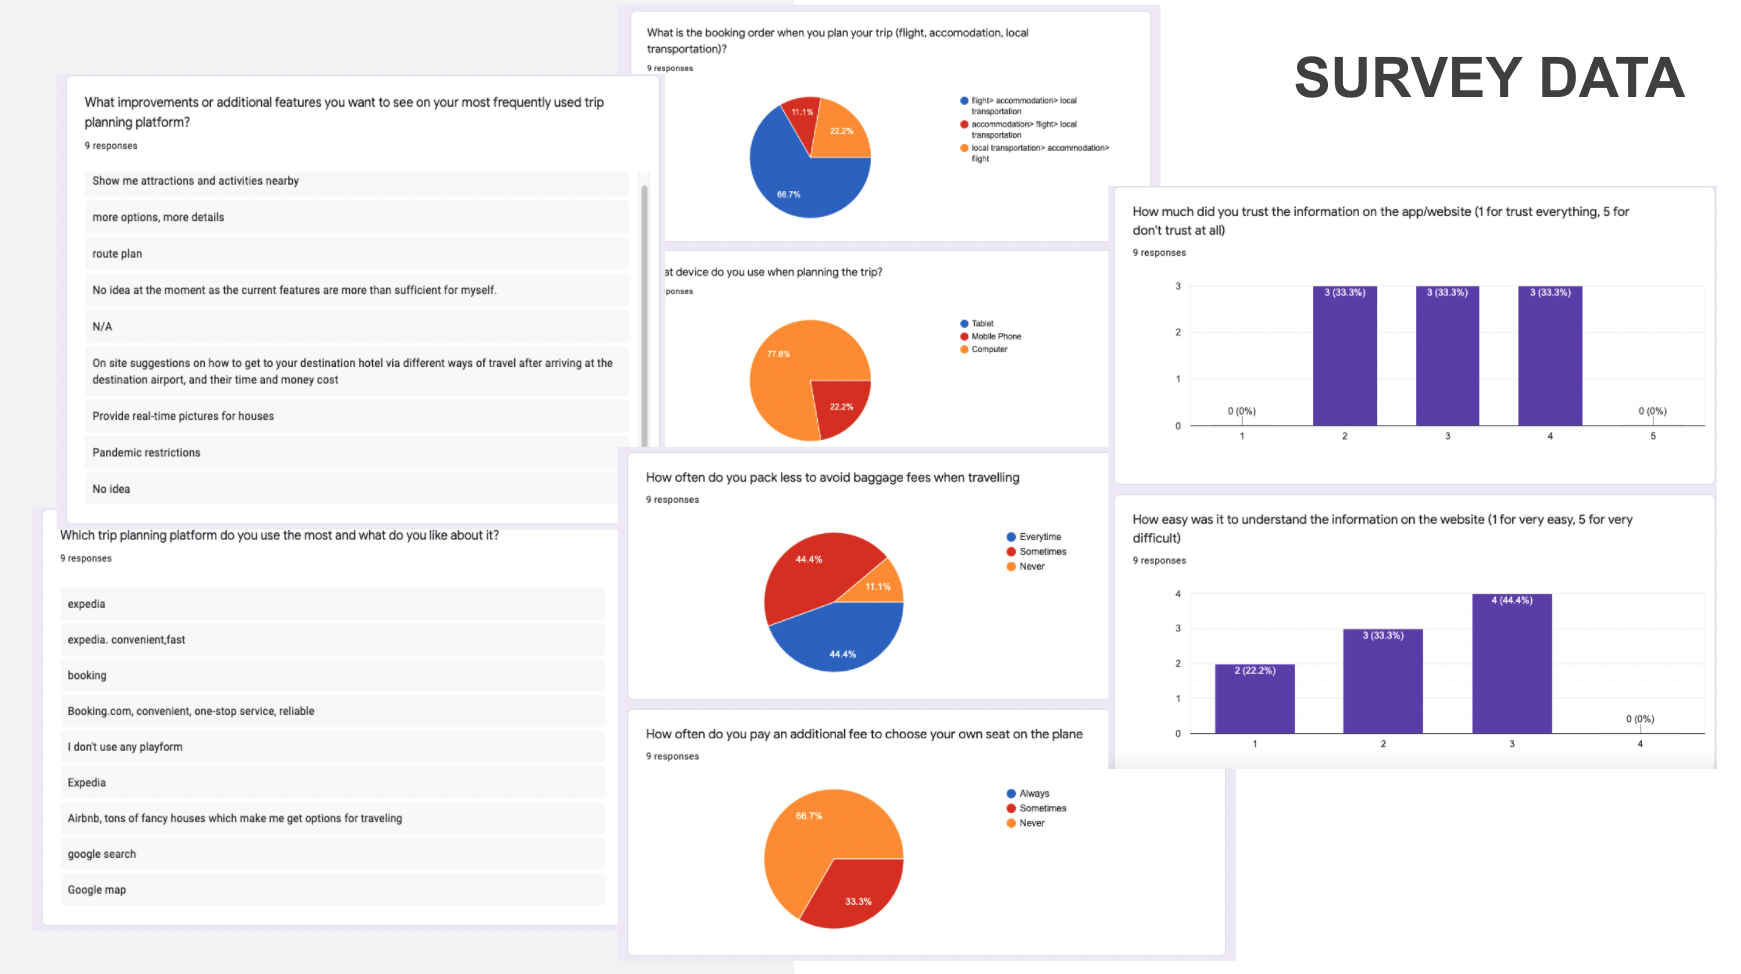 SURVEY DATA
What improvements or additional features you want to see on your most frequently used trip
planning platform?
9 responses
Show me attractions and activities nearby
more options, more details
route plan
No idea at the moment as the current features are more than sufficient for myself.
N/A
On site suggestions on how to get to your destination hotel via different ways of travel after arriving at the
destination airport, and their time and money cost
Provide real-time pictures for houses
Pandemic restrictions
No idea
Which trip planning platform do you use the most and what do you like about it?
9 responses
expedia
expedia. convenient,fast
booking
Booking.com, convenient, one-stop service, reliable
I don't use any playform
Expedia
Airbnb, tons of fancy houses which make me get options for traveling
google search
Google map
What is the booking order when you plan your trip (flight, accomodation, local
transportation)?
9 responses
11.1%
22.2%
66.7%
flight> accommodation> local
transportation
accommodation> flight> local
transportation
local transportation> accommodation>
flight
at device do you use when planning the trip?
ponses
77.8%
22.2%
Tablet
Mobile Phone
Computer
How often do you pack less to avoid baggage fees when travelling
9 responses
44.4%
11.1%
44.4%
Everytime
Sometimes
Never
How often do you pay an additional fee to choose your own seat on the plane
9 responses
66.7%
33.3%
Always
Sometimes
Never
How much did you trust the information on the app/website (1 for trust everything, 5 for
don't trust at all)
9 responses
3
2
1
0
0 (0%)
3 (33.3%)
3 (33.3%)
3 (33.3%)
0 (0%)
1 2 3 4 5
How easy was it to understand the information on the website (1 for very easy, 5 for very
difficult)
9 responses
4
3
2
1
0
2 (22.2%)
3 (33.3%)
4 (44.4%)
0 (0%)
1 2 3 4